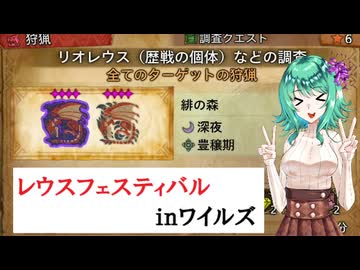 狩猟
調査クエスト
6
リオレウス（歴戦の個体）などの調査
全てのターゲットの狩猟
緋の森
深夜
豊穣期
レウスフェスティバル
inワイルズ
2
2
分